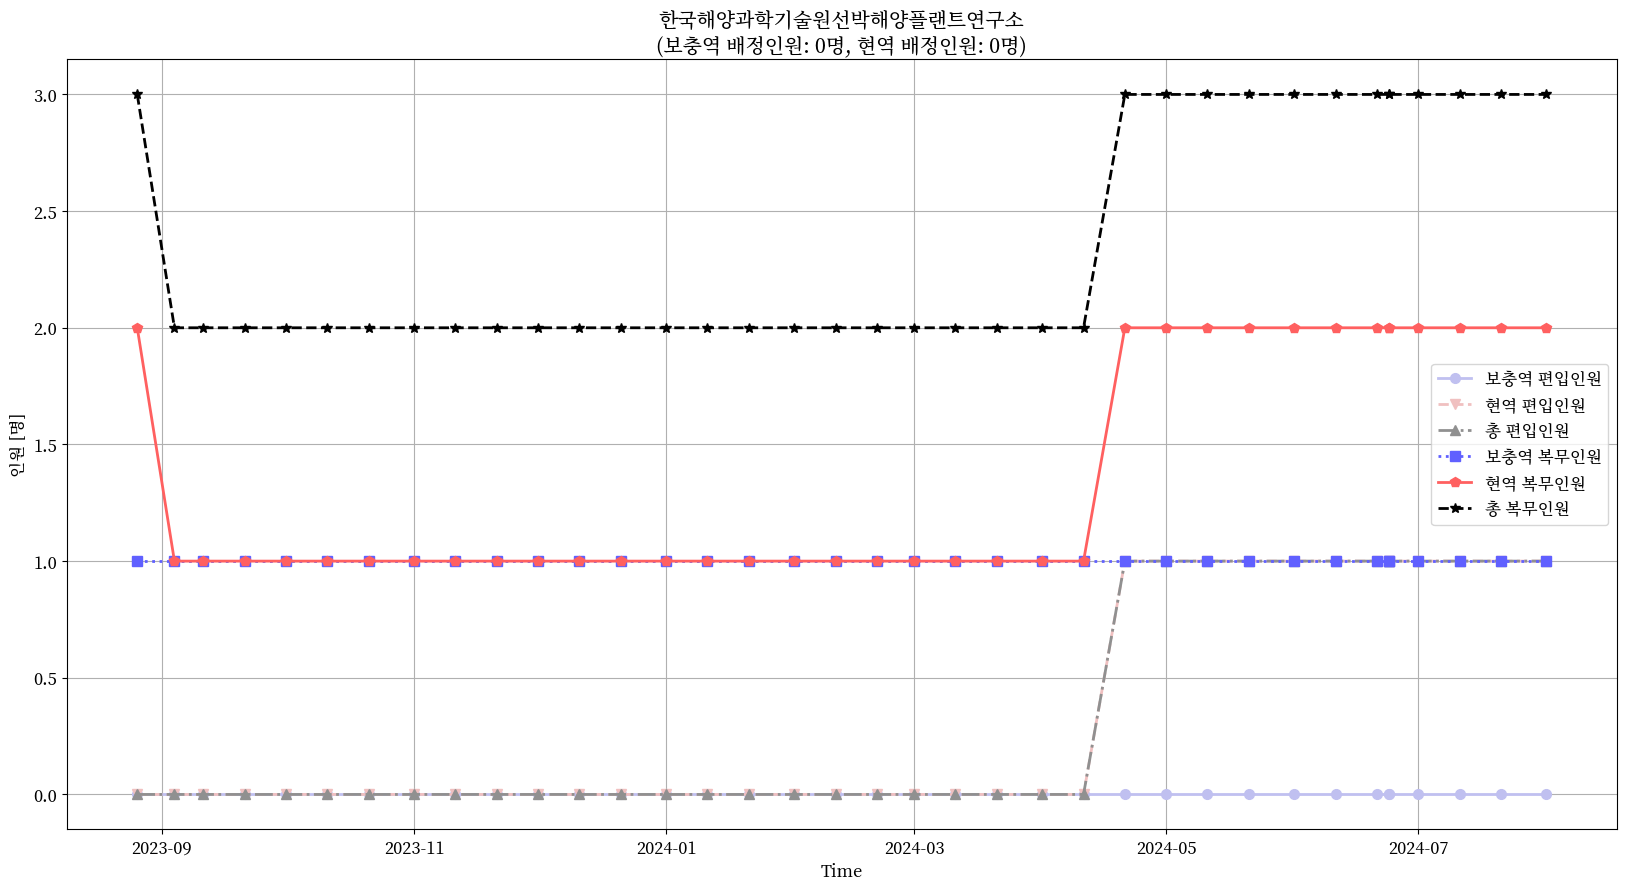 한국해양과학기술원선박해양플랜트연구소
(보충역 배정인원: 0명, 현역 배정인원: 0명)
3.0
2.5
2.0
1.5
1.0
0.5
0.0
인원 [명]
보충역 편입인원
현역 편입인원
총 편입인원
보충역 복무인원
현역 복무인원
총 복무인원
2023-09
2023-11
2024-01
2024-03
2024-05
2024-07
Time